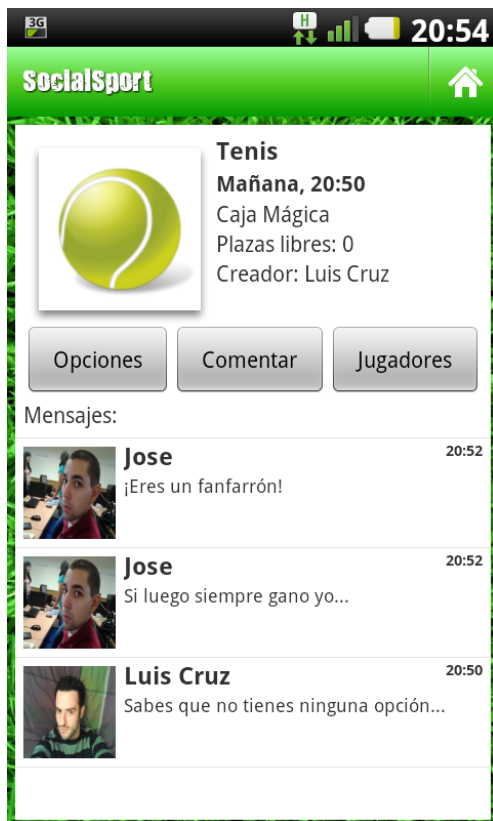 3G
H
20:54
SocialSport
Tenis
Mañana, 20:50
Caja Mágica
Plazas libres: 0
Creador: Luis Cruz
Opciones Comentar Jugadores
Mensajes:
Jose 20:52
¡Eres un fanfarrón!
Jose 20:52
Si luego siempre gano yo...
Luis Cruz 20:50
Sabes que no tienes ninguna opción...